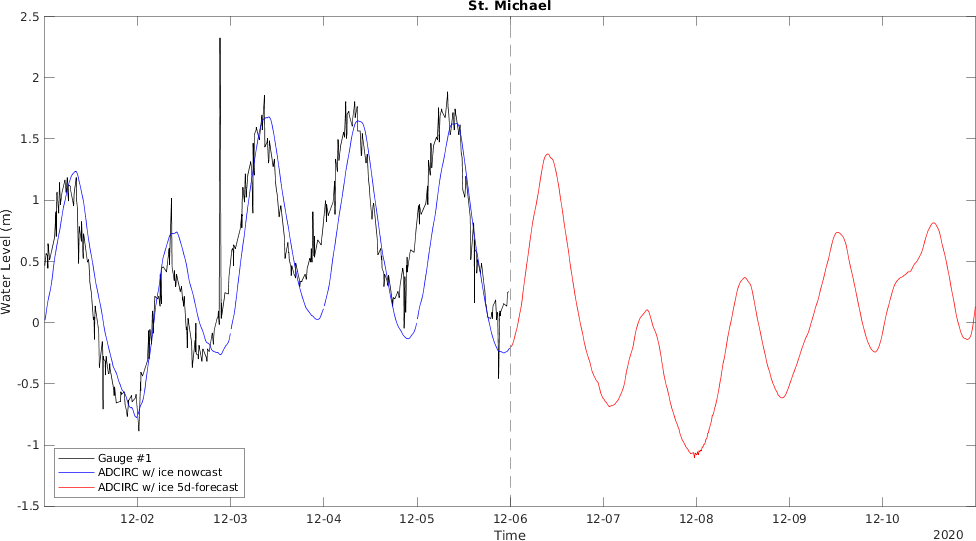 St. Michael
2.5
2
1.5
1
0.5
0
-0.5
-1
-1.5
Water Level (m)
Gauge #1
ADCIRC w/ ice nowcast
ADCIRC w/ ice 5d-forecast
12-02 12-03 12-04 12-05 12-06 12-07 12-08 12-09 12-10
Time
2020